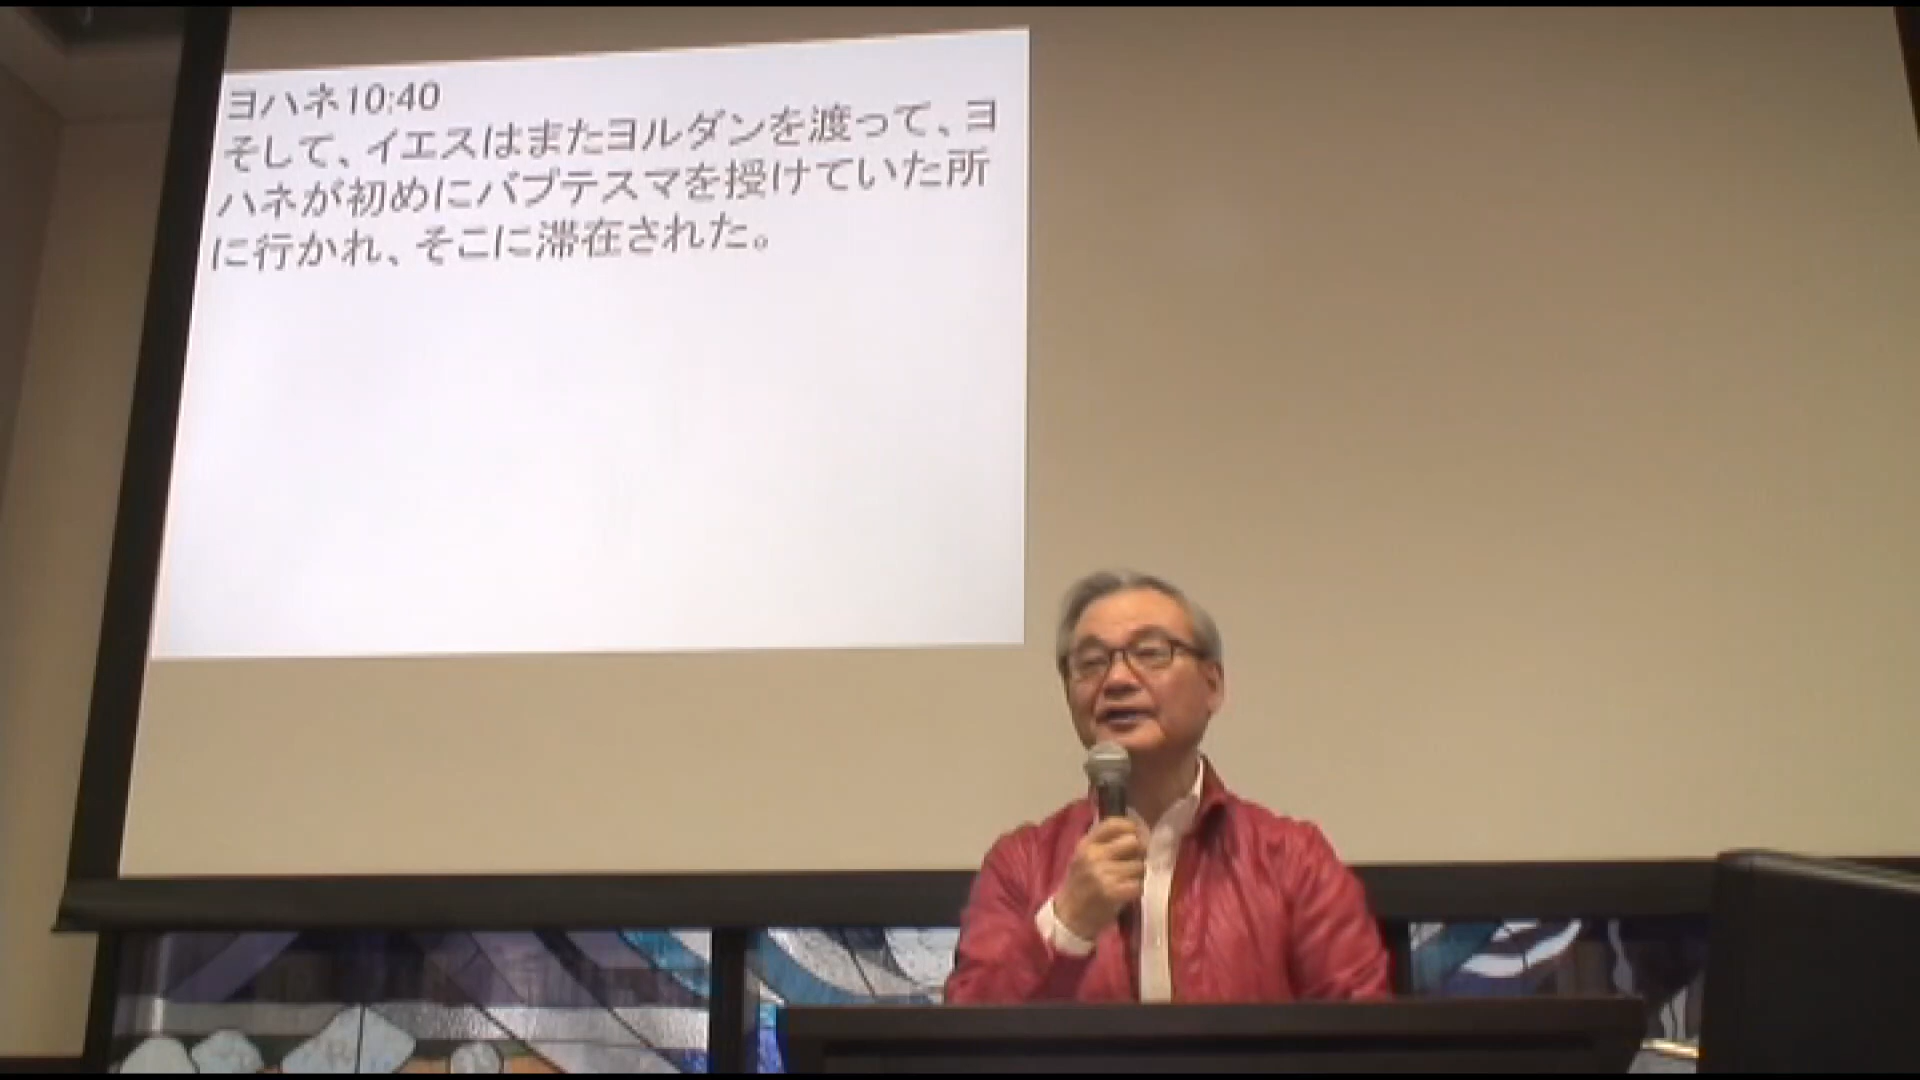 ヨハネ10:40
そして、イエスはまたヨルダンを渡って、ヨ
ハネが初めにバプテスマを授けていた所
に行かれ、そこに滞在された。